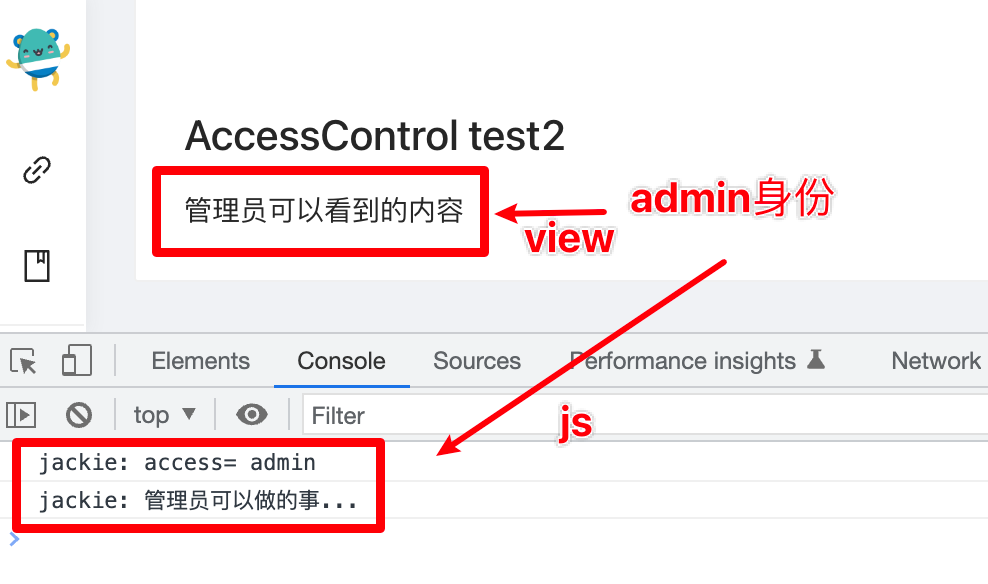 AccessControl test2
管理员可以看到的内容
admin身份
view
Elements
Console
Sources
Performance insights
Network
top
Filter
js
jackie: access= admin
jackie: 管理员可以做的事...